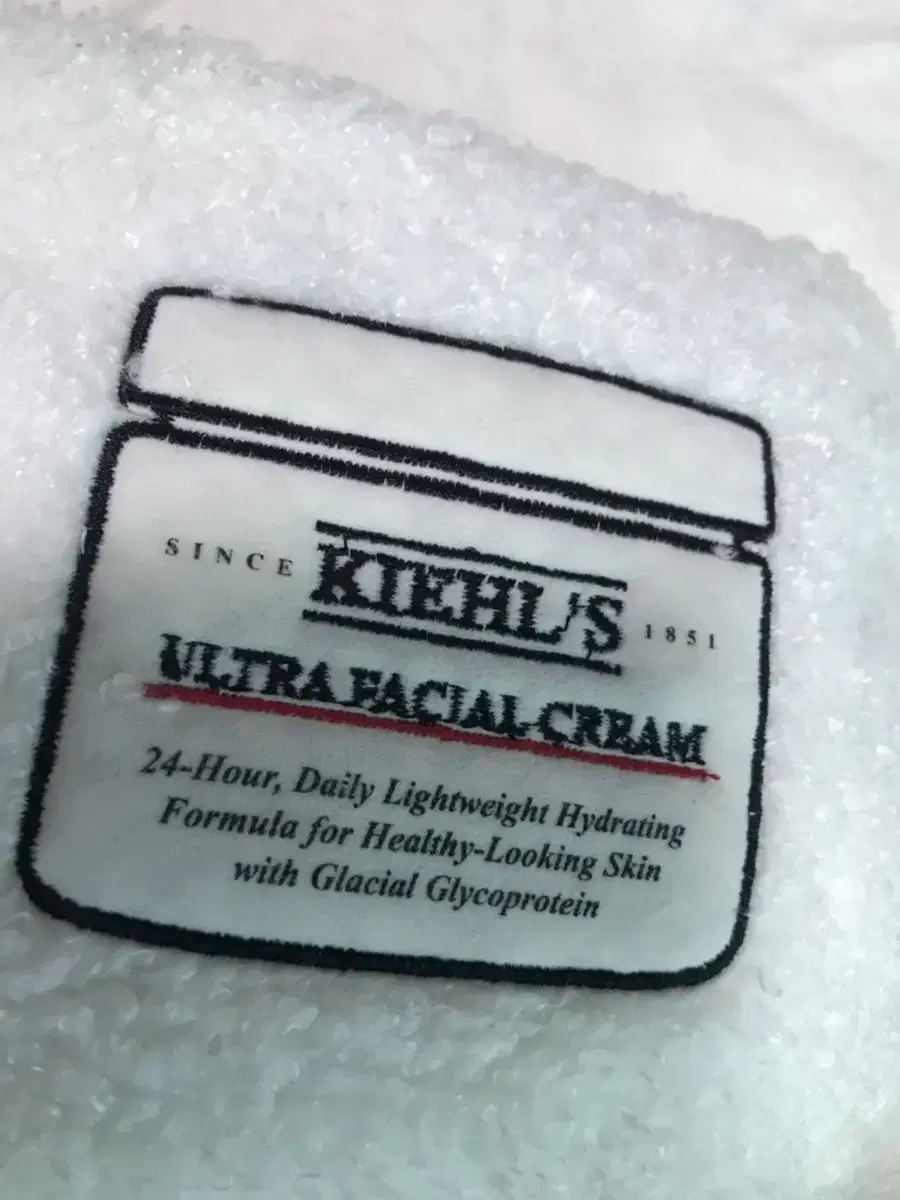 SINCE KIEHL'S 1851
ULTRA FACIAL CREAM
24-Hour, Daily Lightweight Hydrating
Formula for Healthy-Looking Skin
with Glacial Glycoprotein